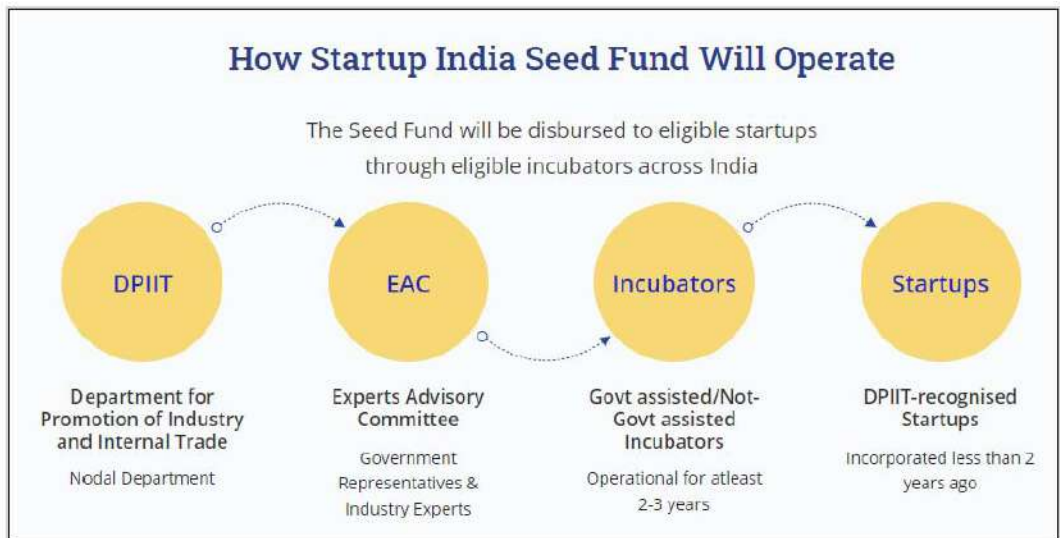 How Startup India Seed Fund Will Operate
The Seed Fund will be disbursed to eligible startups
through eligible incubators across India
DPIIT
EAC
Incubators
Startups
Department for
Promotion of Industry
and Internal Trade
Nodal Department
Experts Advisory
Committee
Government
Representatives &
Industry Experts
Govt assisted/Not-
Govt assisted
Incubators
Operational for atleast
2-3 years
DPIIT-recognised
Startups
Incorporated less than 2
years ago